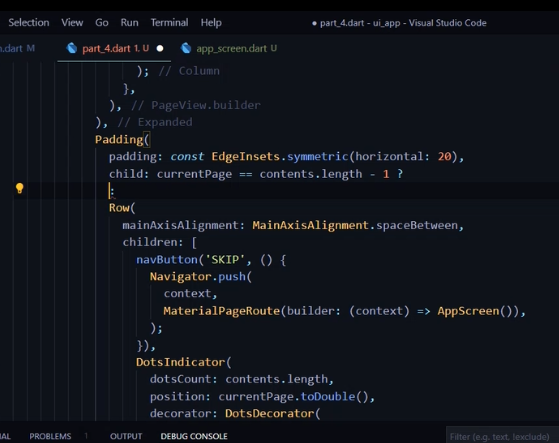 Selection View Go Run Terminal Help ● part_4.dart - ui_app - Visual Studio Code
.dart M part_4.dart 1, U ● app_screen.dart U
); // Column
},
), // PageView.builder
), // Expanded
Padding(
padding: const EdgeInsets.symmetric(horizontal: 20),
child: currentPage == contents.length - 1 ?
:
Row(
mainAxisAlignment: MainAxisAlignment.spaceBetween,
children: [
navButton('SKIP', () {
Navigator.push(
context,
MaterialPageRoute(builder: (context) => AppScreen()),
);
}),
DotsIndicator(
dotsCount: contents.length,
position: currentPage.toDouble(),
decorator: DotsDecorator(
PROBLEMS 1 OUTPUT DEBUG CONSOLE Filter (e.g. text, !exclude)